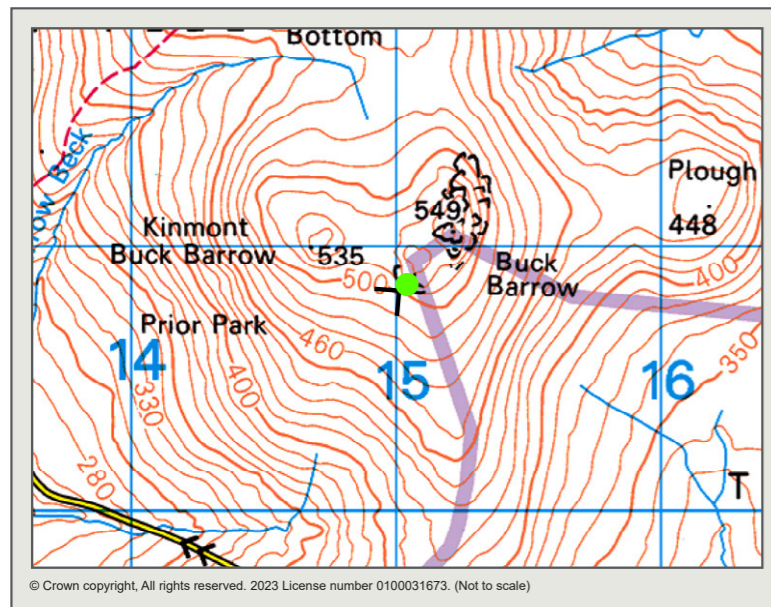 Bottom
row Beck
Plough
549
448
Kinmont
Buck Barrow
535
Buck
Barrow
500
400
Prior Park
460
14
15
16
400
350
330
280
T
© Crown copyright, All rights reserved. 2023 License number 0100031673. (Not to scale)